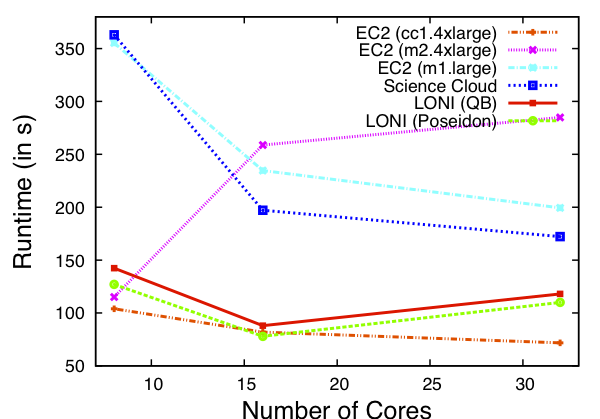 EC2 (cc1.4xlarge)
EC2 (m2.4xlarge)
EC2 (m1.large)
Science Cloud
LONI (QB)
LONI (Poseidon)
350
300
250
200
150
100
50
Runtime (in s)
10
15
20
25
30
Number of Cores